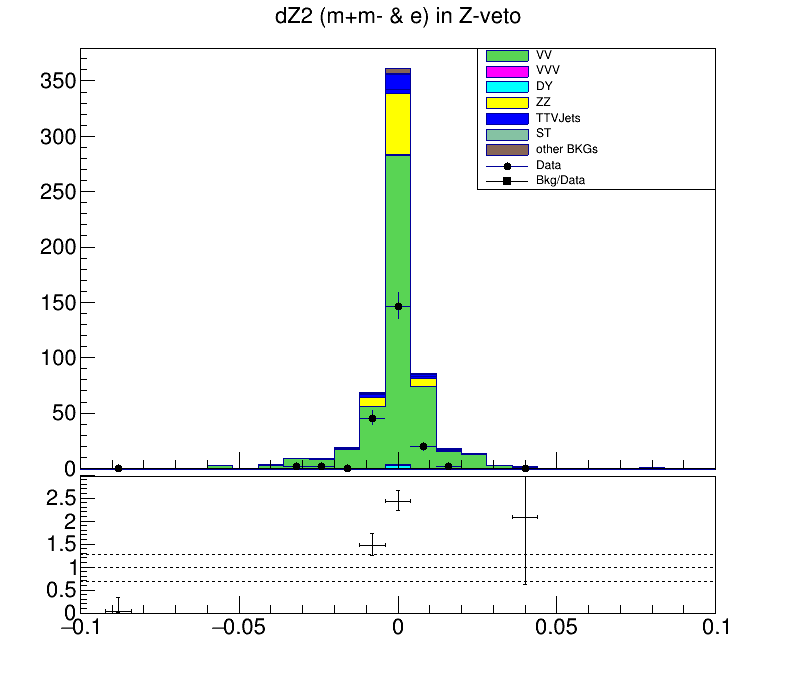 dZ2 (m+m- & e) in Z-veto
VV
VVV
DY
ZZ
TTVJets
ST
other BKGs
Data
Bkg/Data
350
300
250
200
150
100
50
0
2.5
2
1.5
1
0.5
0
−0.1
−0.05
0
0.05
0.1